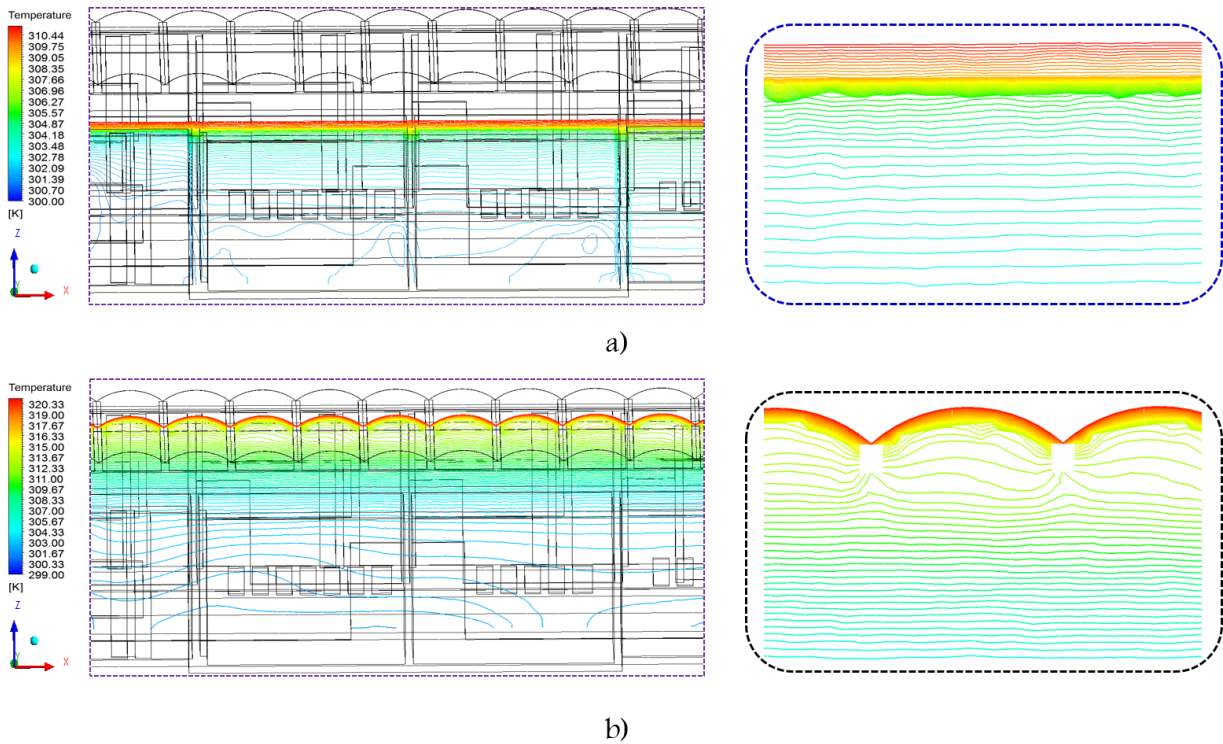 Temperature
310.44
309.75
309.05
308.35
307.66
306.96
306.27
305.57
304.87
304.18
303.48
302.78
302.09
301.39
300.70
300.00
[K]
Z
Y
X
a)
Temperature
320.33
319.00
317.67
316.33
315.00
313.67
312.33
311.00
309.67
308.33
307.00
305.67
304.33
303.00
301.67
300.33
299.00
[K]
Z
Y
X
b)